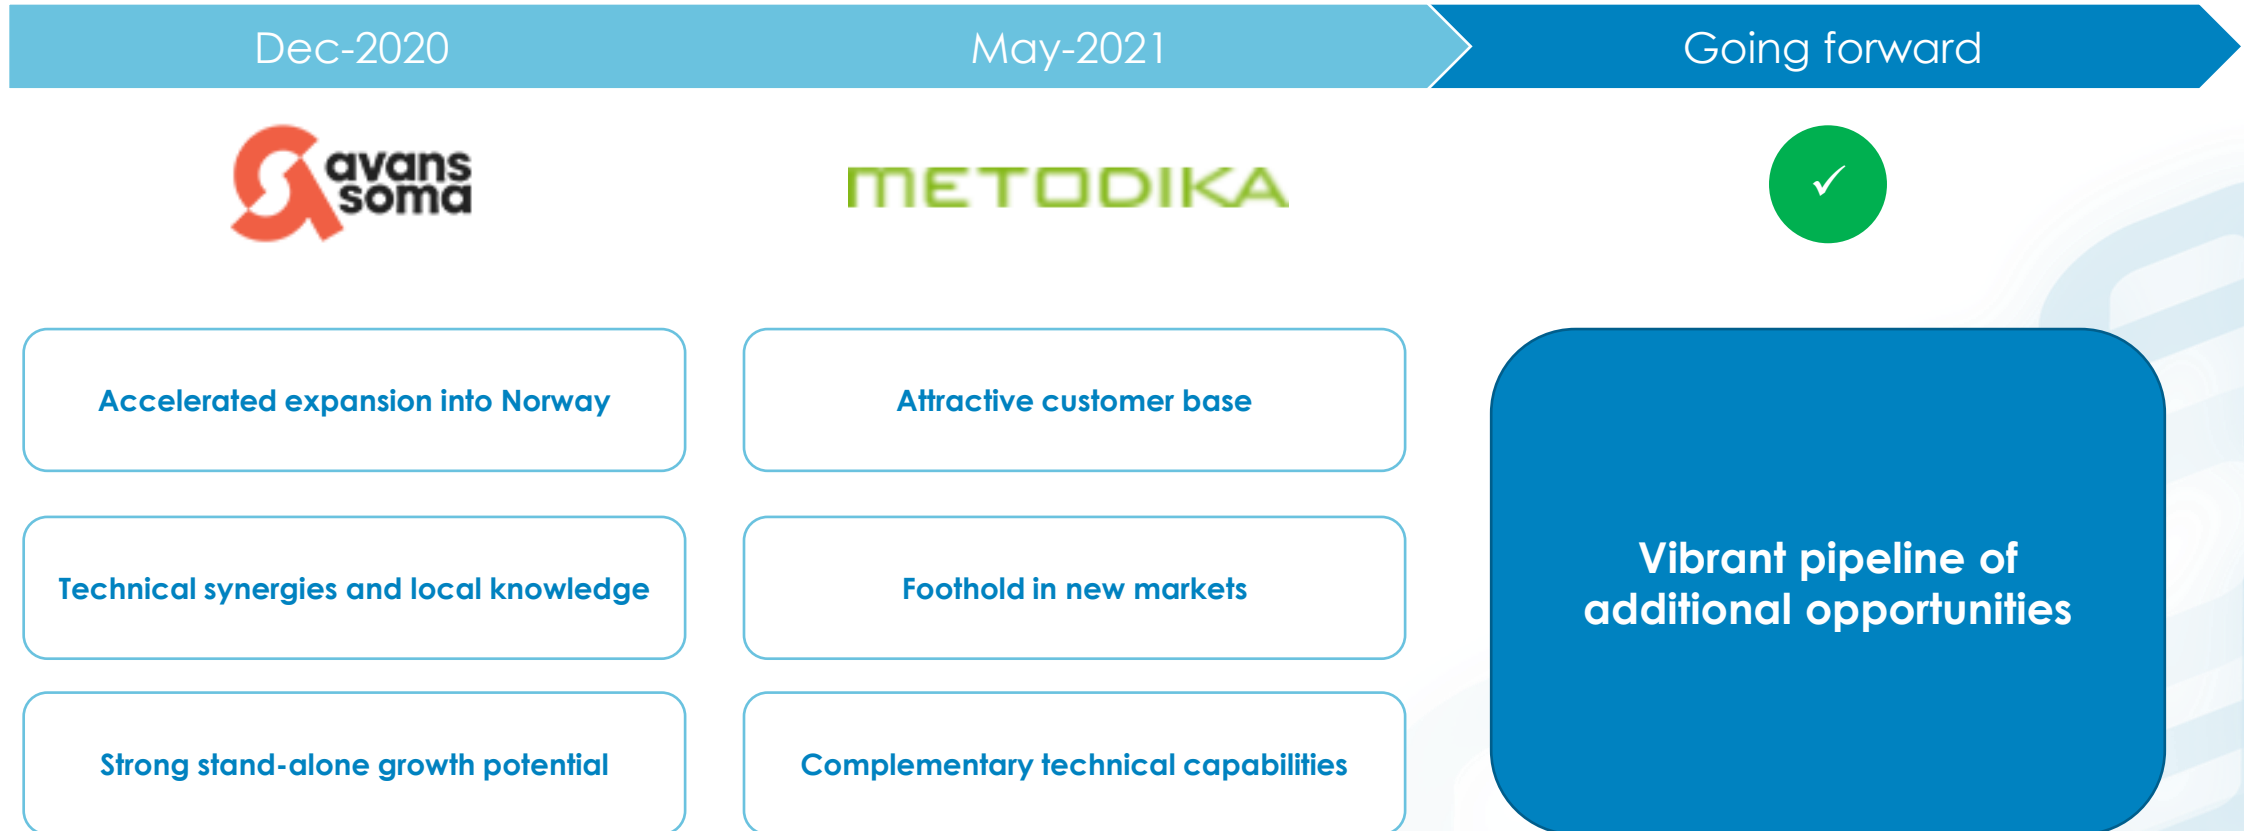 Dec-2020
May-2021
Going forward
avans
soma
METODIKA
Accelerated expansion into Norway
Attractive customer base
Technical synergies and local knowledge
Foothold in new markets
Vibrant pipeline of
additional opportunities
Strong stand-alone growth potential
Complementary technical capabilities